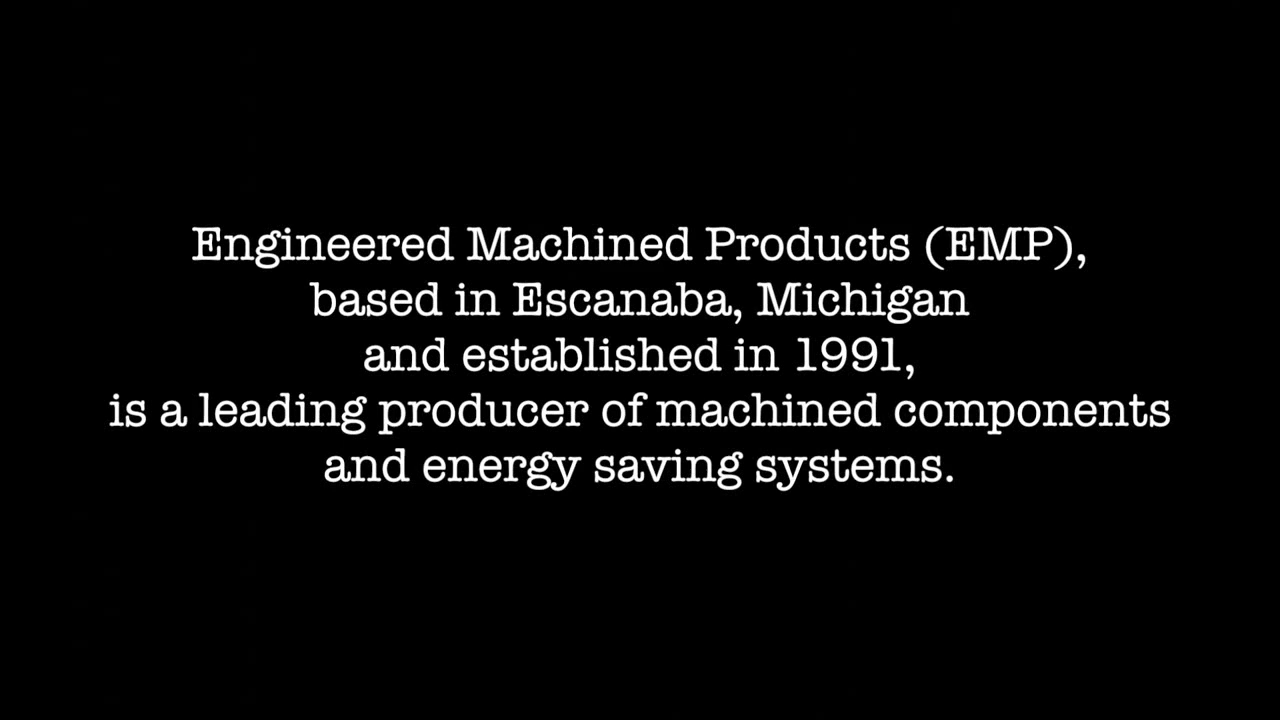 Engineered Machined Products (EMP),
based in Escanaba, Michigan
and established in 1991,
is a leading producer of machined components
and energy saving systems.